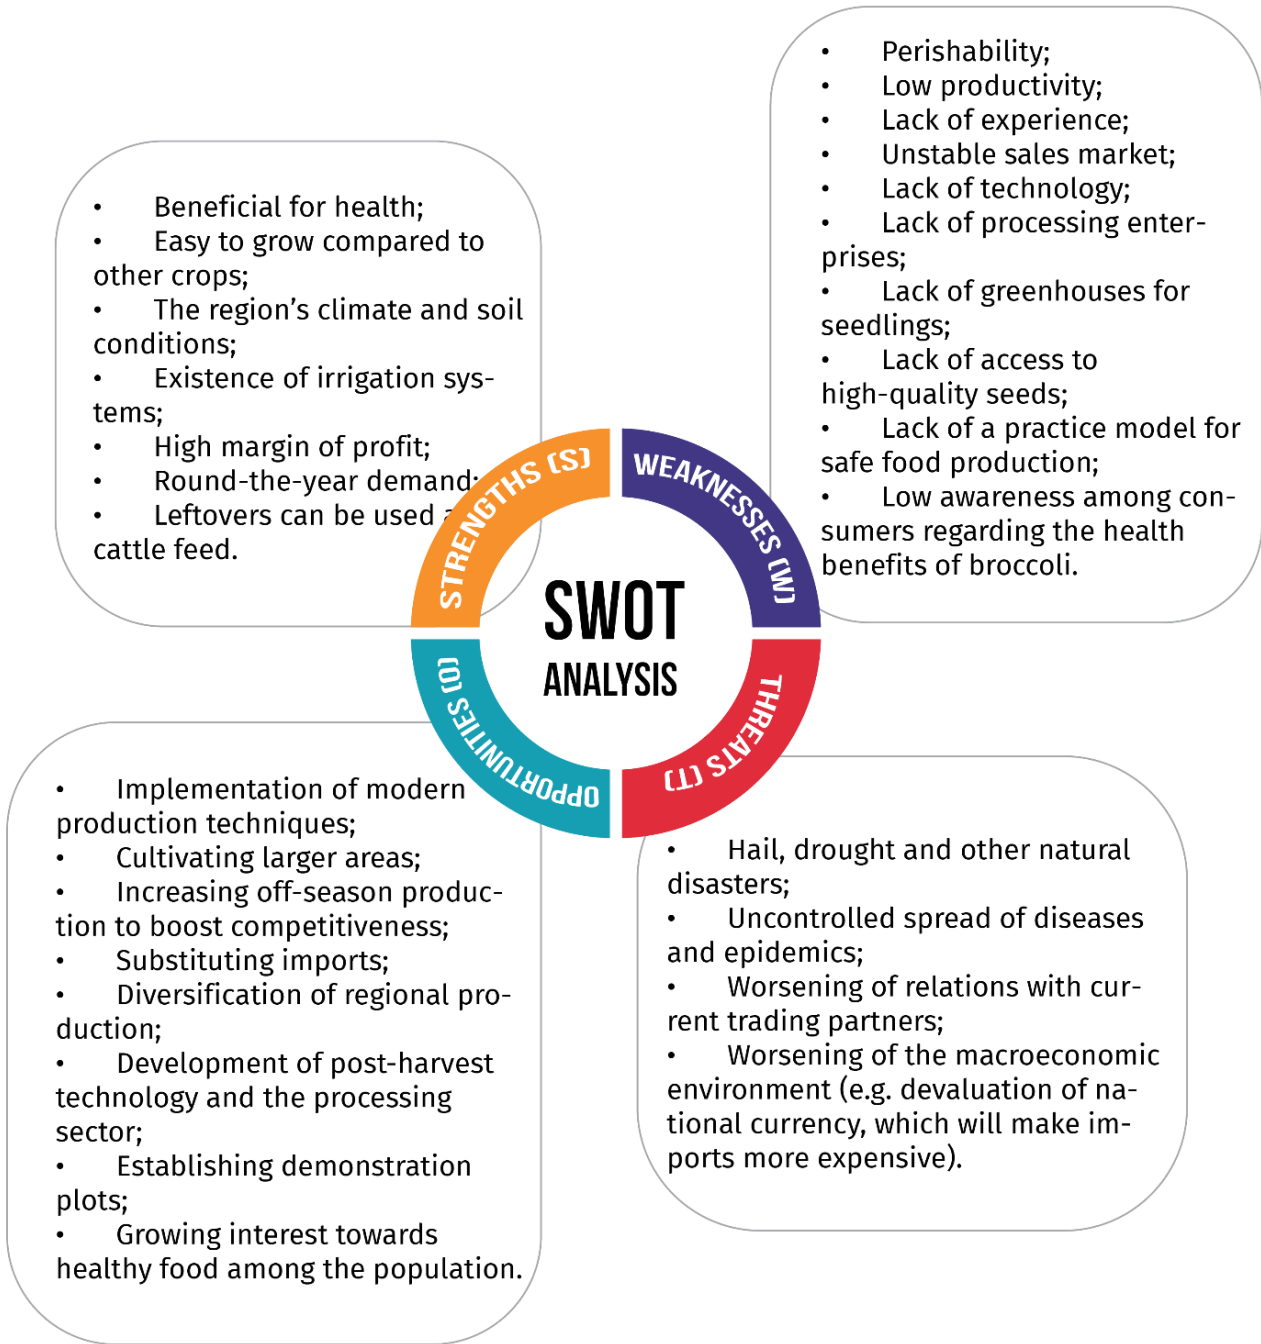 • Beneficial for health;
• Easy to grow compared to
other crops;
• The region’s climate and soil
conditions;
• Existence of irrigation sys-
tems;
• High margin of profit;
• Round-the-year demand;
• Leftovers can be used
cattle feed.
• Perishability;
• Low productivity;
• Lack of experience;
• Unstable sales market;
• Lack of technology;
• Lack of processing enter-
prises;
• Lack of greenhouses for
seedlings;
• Lack of access to
high-quality seeds;
• Lack of a practice model for
safe food production;
• Low awareness among con-
sumers regarding the health
benefits of broccoli.
STRENGTHS (S)
WEAKNESSES (W)
SWOT
ANALYSIS
OPPORTUNITIES (O)
THREATS (T)
• Implementation of modern
production techniques;
• Cultivating larger areas;
• Increasing off-season produc-
tion to boost competitiveness;
• Substituting imports;
• Diversification of regional pro-
duction;
• Development of post-harvest
technology and the processing
sector;
• Establishing demonstration
plots;
• Growing interest towards
healthy food among the population.
• Hail, drought and other natural
disasters;
• Uncontrolled spread of diseases
and epidemics;
• Worsening of relations with cur-
rent trading partners;
• Worsening of the macroeconomic
environment (e.g. devaluation of na-
tional currency, which will make im-
ports more expensive).